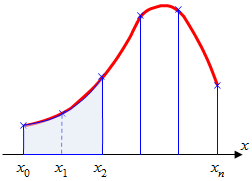 x
x₀ x₁ x₂ xₙ